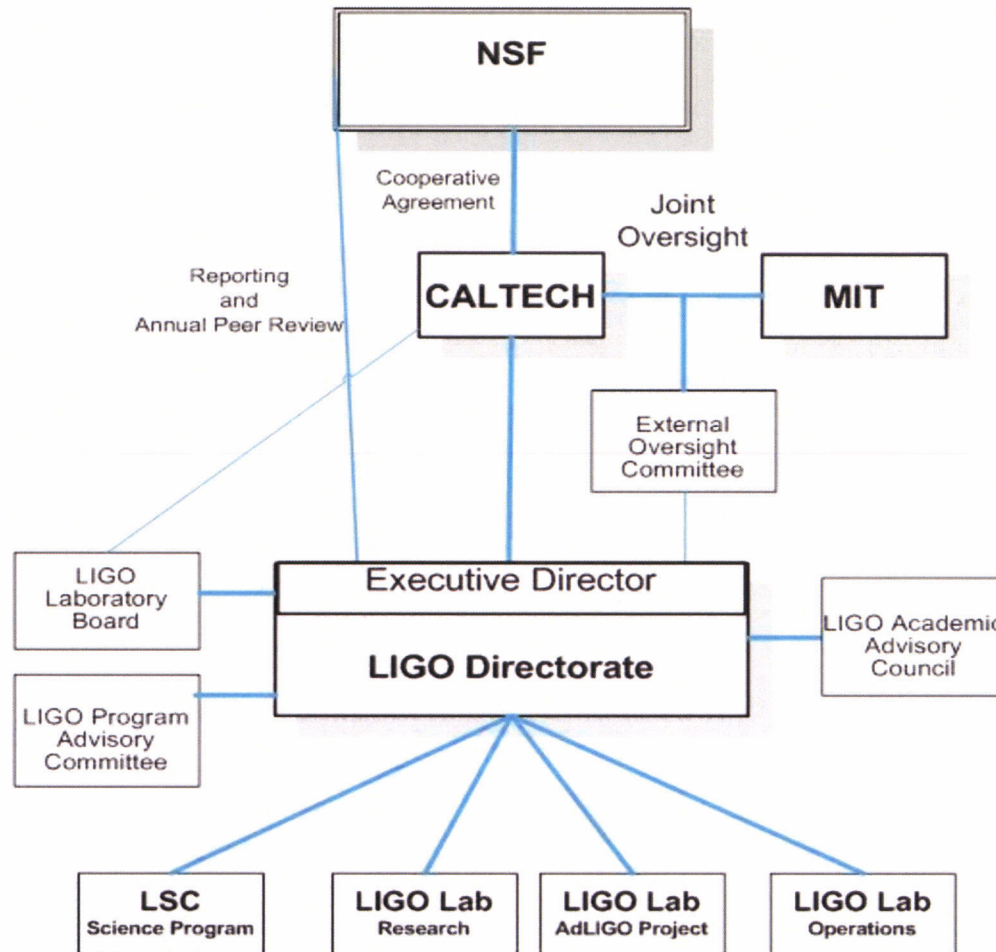 NSF
Cooperative
Agreement
Joint
Oversight
CALTECH
MIT
Reporting
and
Annual Peer Review
External
Oversight
Committee
LIGO
Laboratory
Board
Executive Director
LIGO Directorate
LIGO Academic
Advisory
Council
LIGO Program
Advisory
Committee
LSC
Science Program
LIGO Lab
Research
LIGO Lab
AdLIGO Project
LIGO Lab
Operations